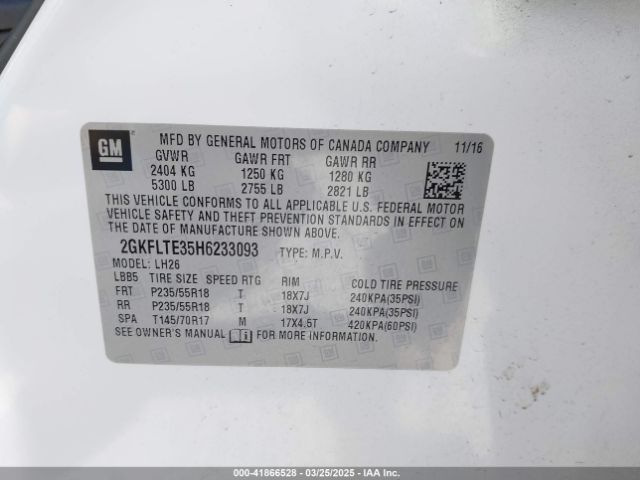 GM
MFD BY GENERAL MOTORS OF CANADA COMPANY 11/16
GVWR GAWR FRT GAWR RR
2404 KG 1250 KG 1280 KG
5300 LB 2755 LB 2821 LB
THIS VEHICLE CONFORMS TO ALL APPLICABLE U.S. FEDERAL MOTOR
VEHICLE SAFETY AND THEFT PREVENTION STANDARDS IN EFFECT ON
THE DATE OF MANUFACTURE SHOWN ABOVE.
2GKFLTE35H6233093 TYPE: M.P.V.
MODEL: LH26
LBB5 TIRE SIZE SPEED RTG RIM COLD TIRE PRESSURE
FRT P235/55R18 T 18X7J 240KPA(35PSI)
RR P235/55R18 T 18X7J 240KPA(35PSI)
SPA T145/70R17 M 17X4.5T 420KPA(60PSI)
SEE OWNER'S MANUAL FOR MORE INFORMATION.
000-41866528 — 03/25/2025 — IAA Inc.